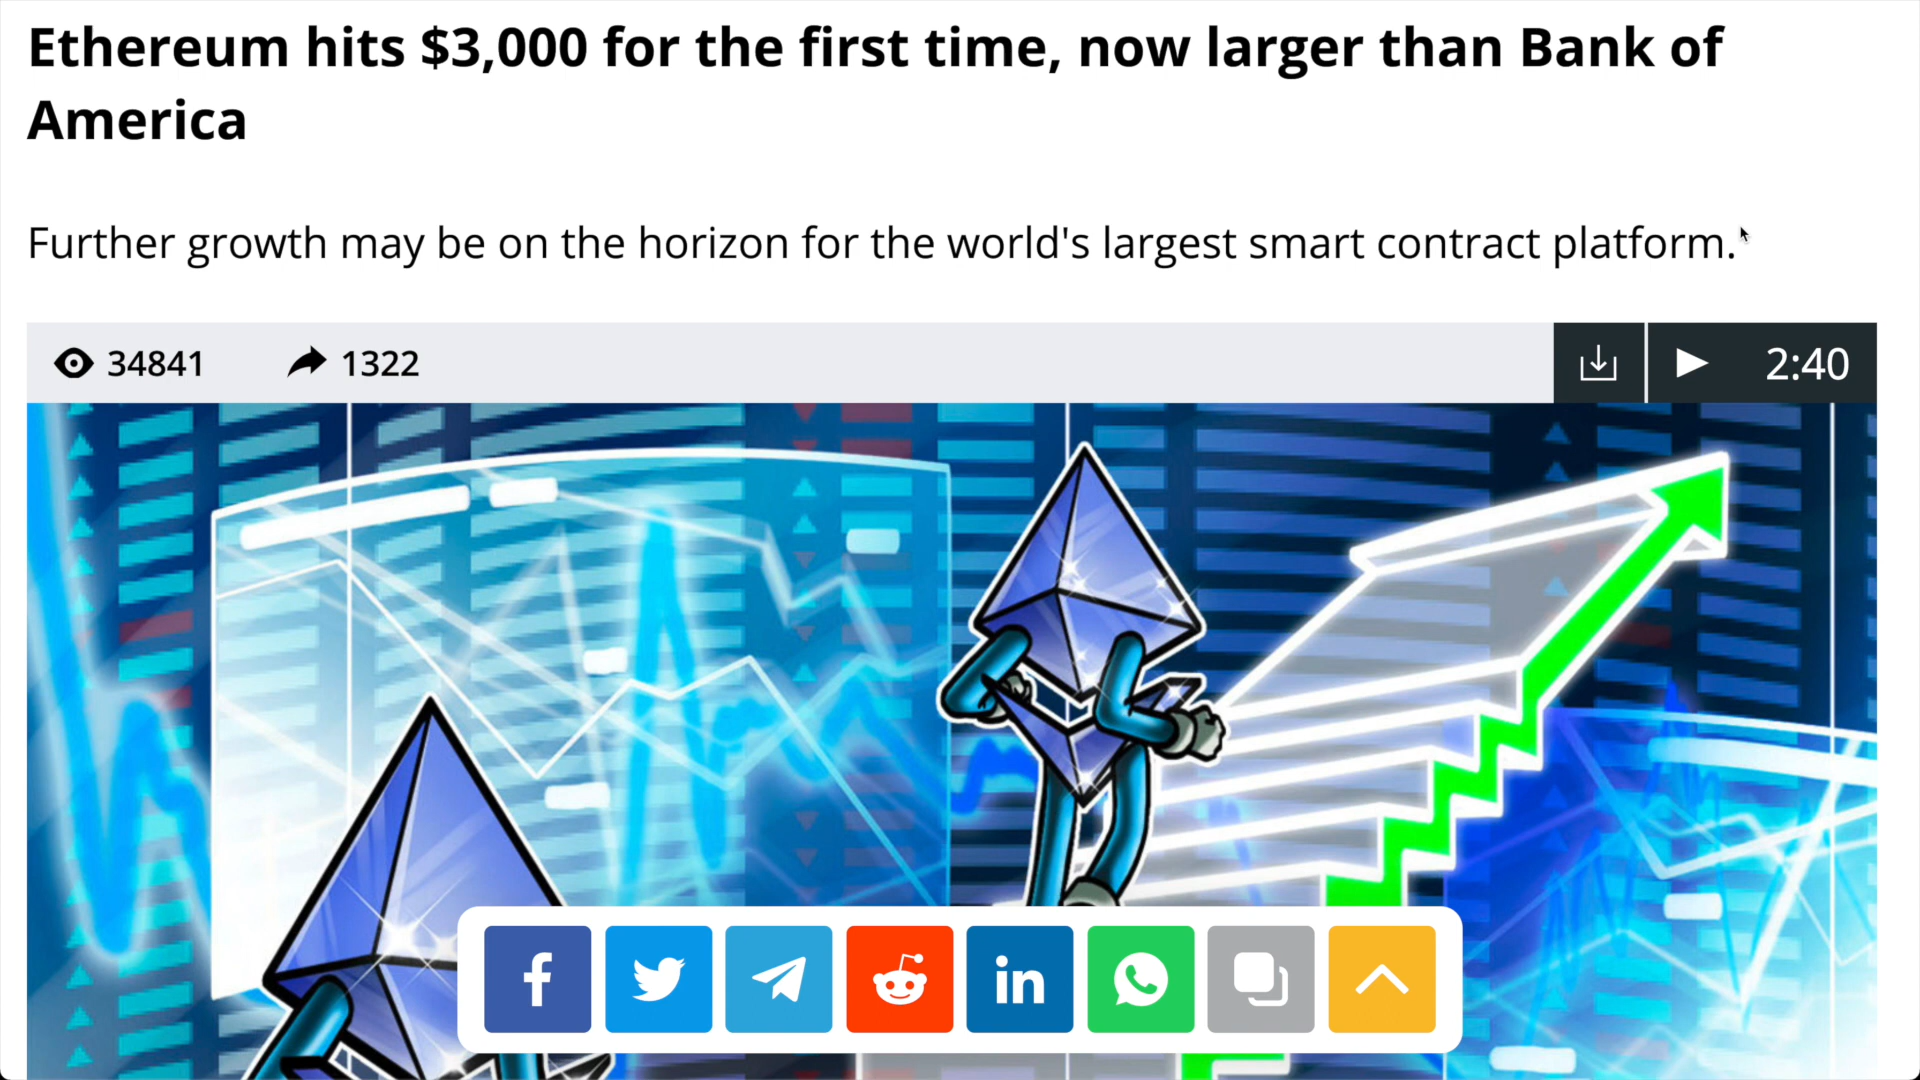 Ethereum hits $3,000 for the first time, now larger than Bank of
America
Further growth may be on the horizon for the world's largest smart contract platform.
34841 1322 2:40